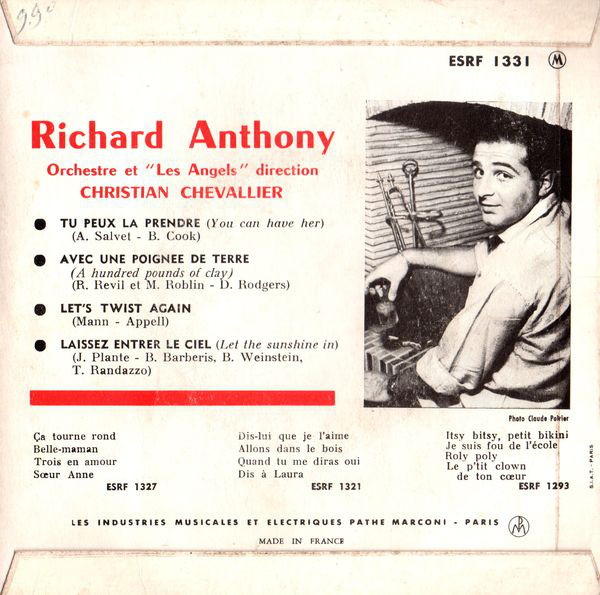 99c
ESRF 1331 M
Richard Anthony
Orchestre et "Les Angels" direction
CHRISTIAN CHEVALLIER
TU PEUX LA PRENDRE (You can have her)
(A. Salvet - B. Cook)
AVEC UNE POIGNEE DE TERRE
(A hundred pounds of clay)
(R. Revil et M. Roblin - D. Rodgers)
LET'S TWIST AGAIN
(Mann - Appell)
LAISSEZ ENTRER LE CIEL (Let the sunshine in)
(J. Plante - B. Barberis, B. Weinstein,
T. Randazzo)
Photo Claude Poirier
Ça tourne rond
Belle-maman
Trois en amour
Sœur Anne
ESRF 1327
Dis-lui que je l'aime
Allons dans le bois
Quand tu me diras oui
Dis à Laura
ESRF 1321
Itsy bitsy, petit bikini
Je suis fou de l'école
Roly poly
Le p'tit clown
de ton cœur
ESRF 1293
S.I.A.T. - PARIS
LES INDUSTRIES MUSICALES ET ELECTRIQUES PATHE MARCONI - PARIS
MADE IN FRANCE